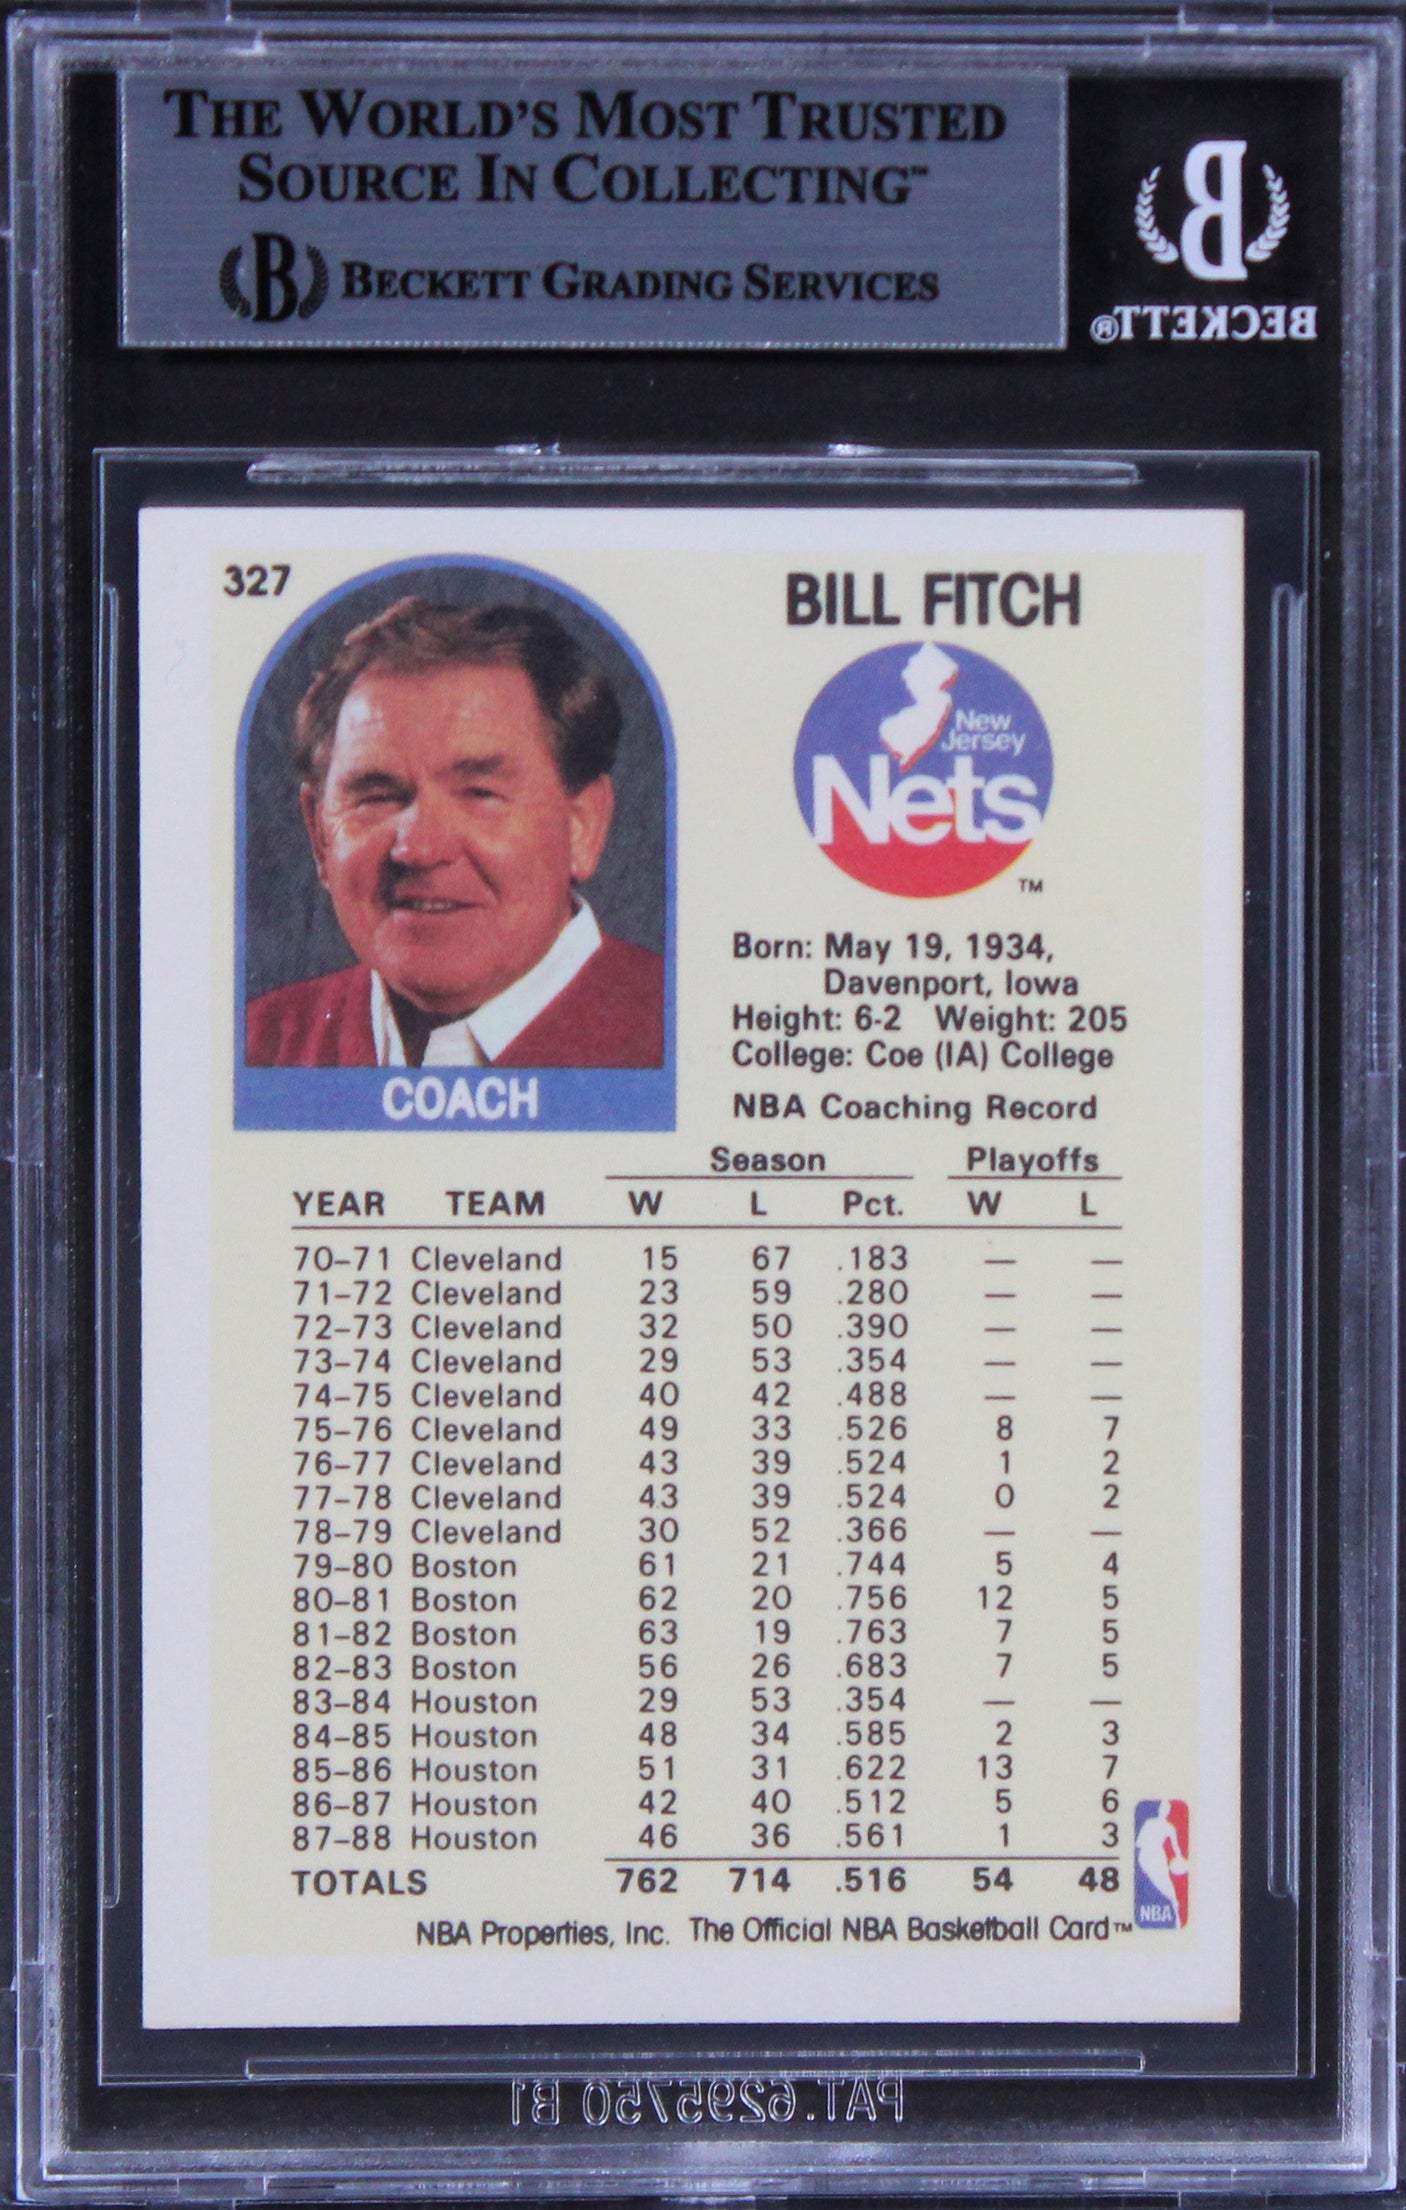 THE WORLD'S MOST TRUSTED
SOURCE IN COLLECTING™
B BECKETT GRADING SERVICES
B
BECKETT®
327
BILL FITCH
New
Jersey
Nets
TM
Born: May 19, 1934,
Davenport, Iowa
Height: 6-2 Weight: 205
College: Coe (IA) College
COACH
NBA Coaching Record
Season Playoffs
YEAR TEAM W L Pct. W L
70–71 Cleveland 15 67 .183 — —
71–72 Cleveland 23 59 .280 — —
72–73 Cleveland 32 50 .390 — —
73–74 Cleveland 29 53 .354 — —
74–75 Cleveland 40 42 .488 — —
75–76 Cleveland 49 33 .526 8 7
76–77 Cleveland 43 39 .524 1 2
77–78 Cleveland 43 39 .524 0 2
78–79 Cleveland 30 52 .366 — —
79–80 Boston 61 21 .744 5 4
80–81 Boston 62 20 .756 12 5
81–82 Boston 63 19 .763 7 5
82–83 Boston 56 26 .683 7 5
83–84 Houston 29 53 .354 — —
84–85 Houston 48 34 .585 2 3
85–86 Houston 51 31 .622 13 7
86–87 Houston 42 40 .512 5 6
87–88 Houston 46 36 .561 1 3
TOTALS 762 714 .516 54 48
NBA
NBA Properties, Inc. The Official NBA Basketball Card™
PAT. 6295750 B1